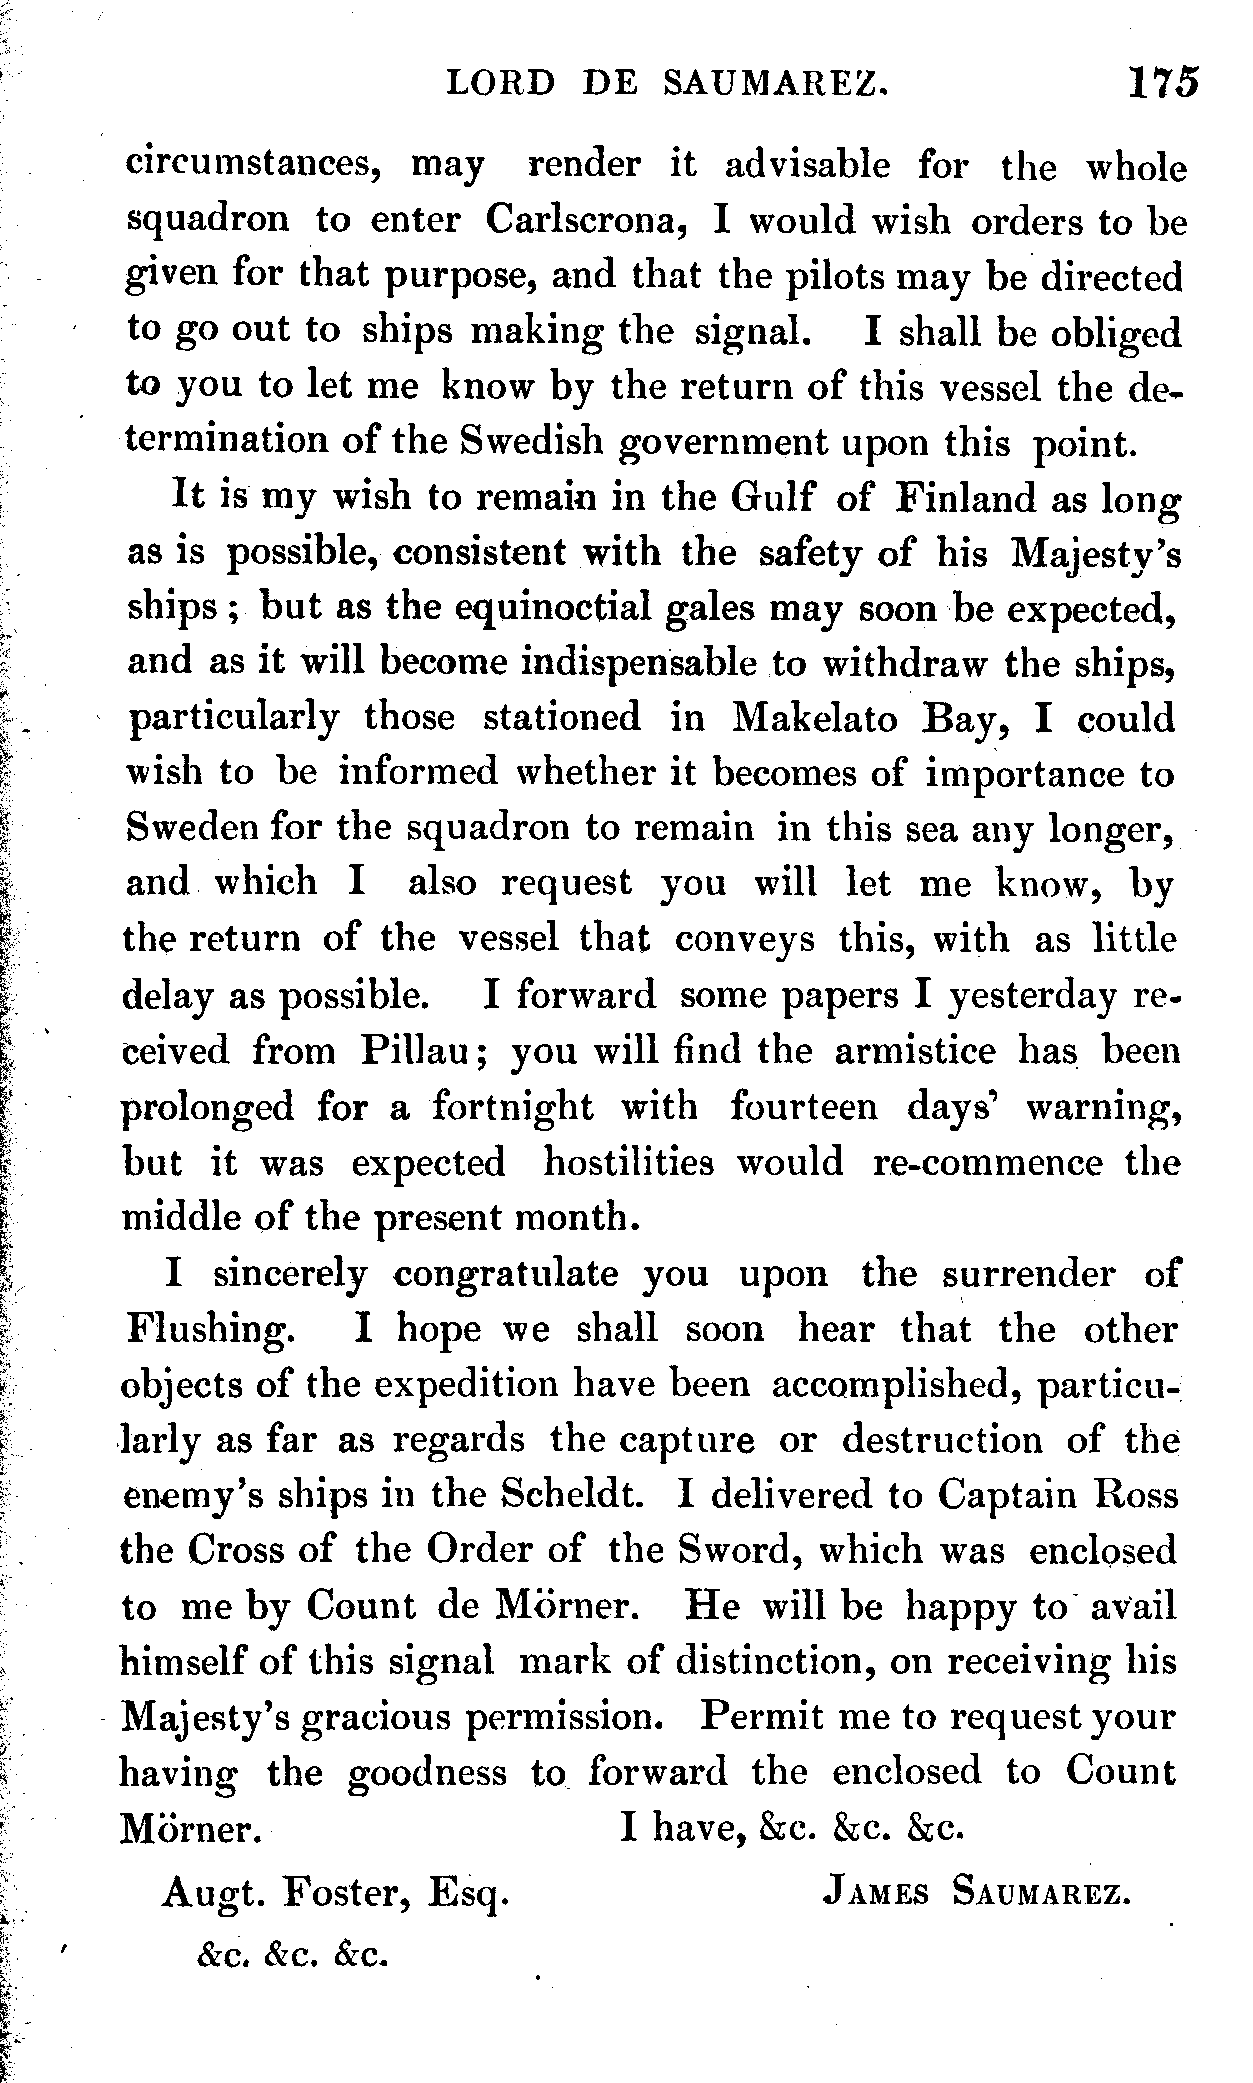 LORD DE SAUMAREZ. 175
circumstances, may render it advisable for the whole
squadron to enter Carlscrona, I would wish orders to be
given for that purpose, and that the pilots may be directed
to go out to ships making the signal. I shall be obliged
to you to let me know by the return of this vessel the de-
termination of the Swedish government upon this point.
It is my wish to remain in the Gulf of Finland as long
as is possible, consistent with the safety of his Majesty's
ships; but as the equinoctial gales may soon be expected,
and as it will become indispensable to withdraw the ships,
particularly those stationed in Makelato Bay, I could
wish to be informed whether it becomes of importance to
Sweden for the squadron to remain in this sea any longer,
and which I also request you will let me know, by
the return of the vessel that conveys this, with as little
delay as possible. I forward some papers I yesterday re-
ceived from Pillau; you will find the armistice has been
prolonged for a fortnight with fourteen days' warning,
but it was expected hostilities would re-commence the
middle of the present month.
I sincerely congratulate you upon the surrender of
Flushing. I hope we shall soon hear that the other
objects of the expedition have been accomplished, particu-
larly as far as regards the capture or destruction of the
enemy's ships in the Scheldt. I delivered to Captain Ross
the Cross of the Order of the Sword, which was enclosed
to me by Count de Mörner. He will be happy to avail
himself of this signal mark of distinction, on receiving his
Majesty's gracious permission. Permit me to request your
having the goodness to forward the enclosed to Count
Mörner. I have, &c. &c. &c.
Augt. Foster, Esq. JAMES SAUMAREZ.
&c. &c. &c.